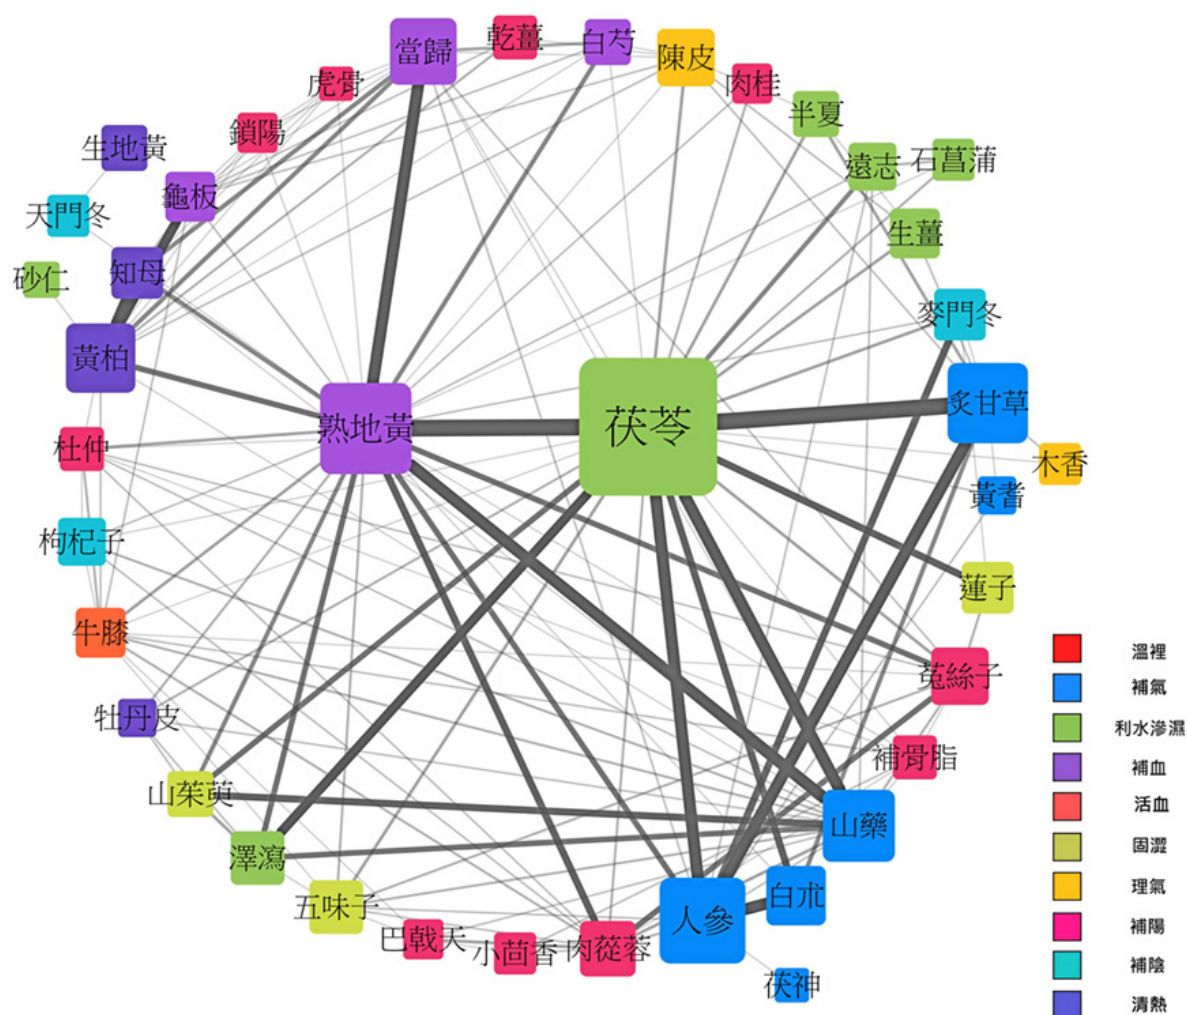 當歸
乾薑
白芍
陳皮
虎骨
肉桂
鎖陽
半夏
生地黃
遠志
石菖蒲
龜板
天門冬
生薑
砂仁
知母
麥門冬
黃柏
熟地黃
茯苓
炙甘草
杜仲
木香
黃耆
枸杞子
蓮子
牛膝
菟絲子
牡丹皮
補骨脂
山茱萸
山藥
澤瀉
白朮
五味子
人參
巴戟天
小茴香
肉蓯蓉
茯神
溫裡
補氣
利水滲濕
補血
活血
固澀
理氣
補陽
補陰
清熱